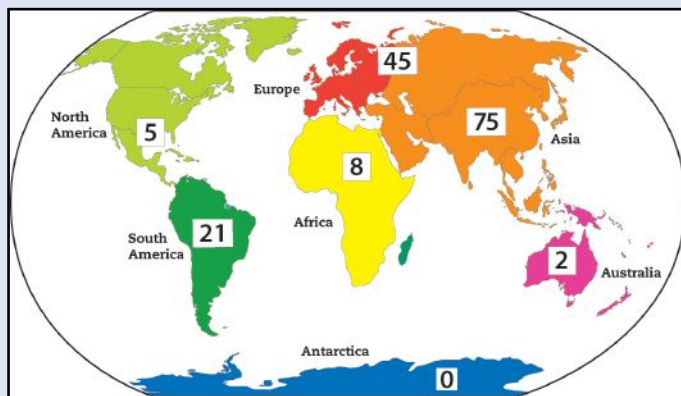 45
Europe
North
America
5
75
Asia
8
Africa
21
South
America
2
Australia
Antarctica
0